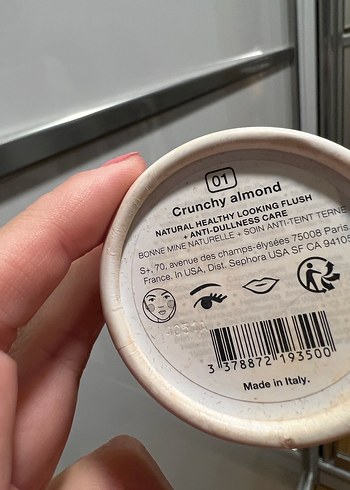 01
Crunchy almond
NATURAL HEALTHY LOOKING FLUSH
+ ANTI-DULLNESS CARE
BONNE MINE NATURELLE + SOIN ANTI-TEINT TERNE
S+, 70, avenue des champs-élysées 75008 Paris
France. In USA, Dist. Sephora USA SF CA 94105
3 378872 193500
Made in Italy.